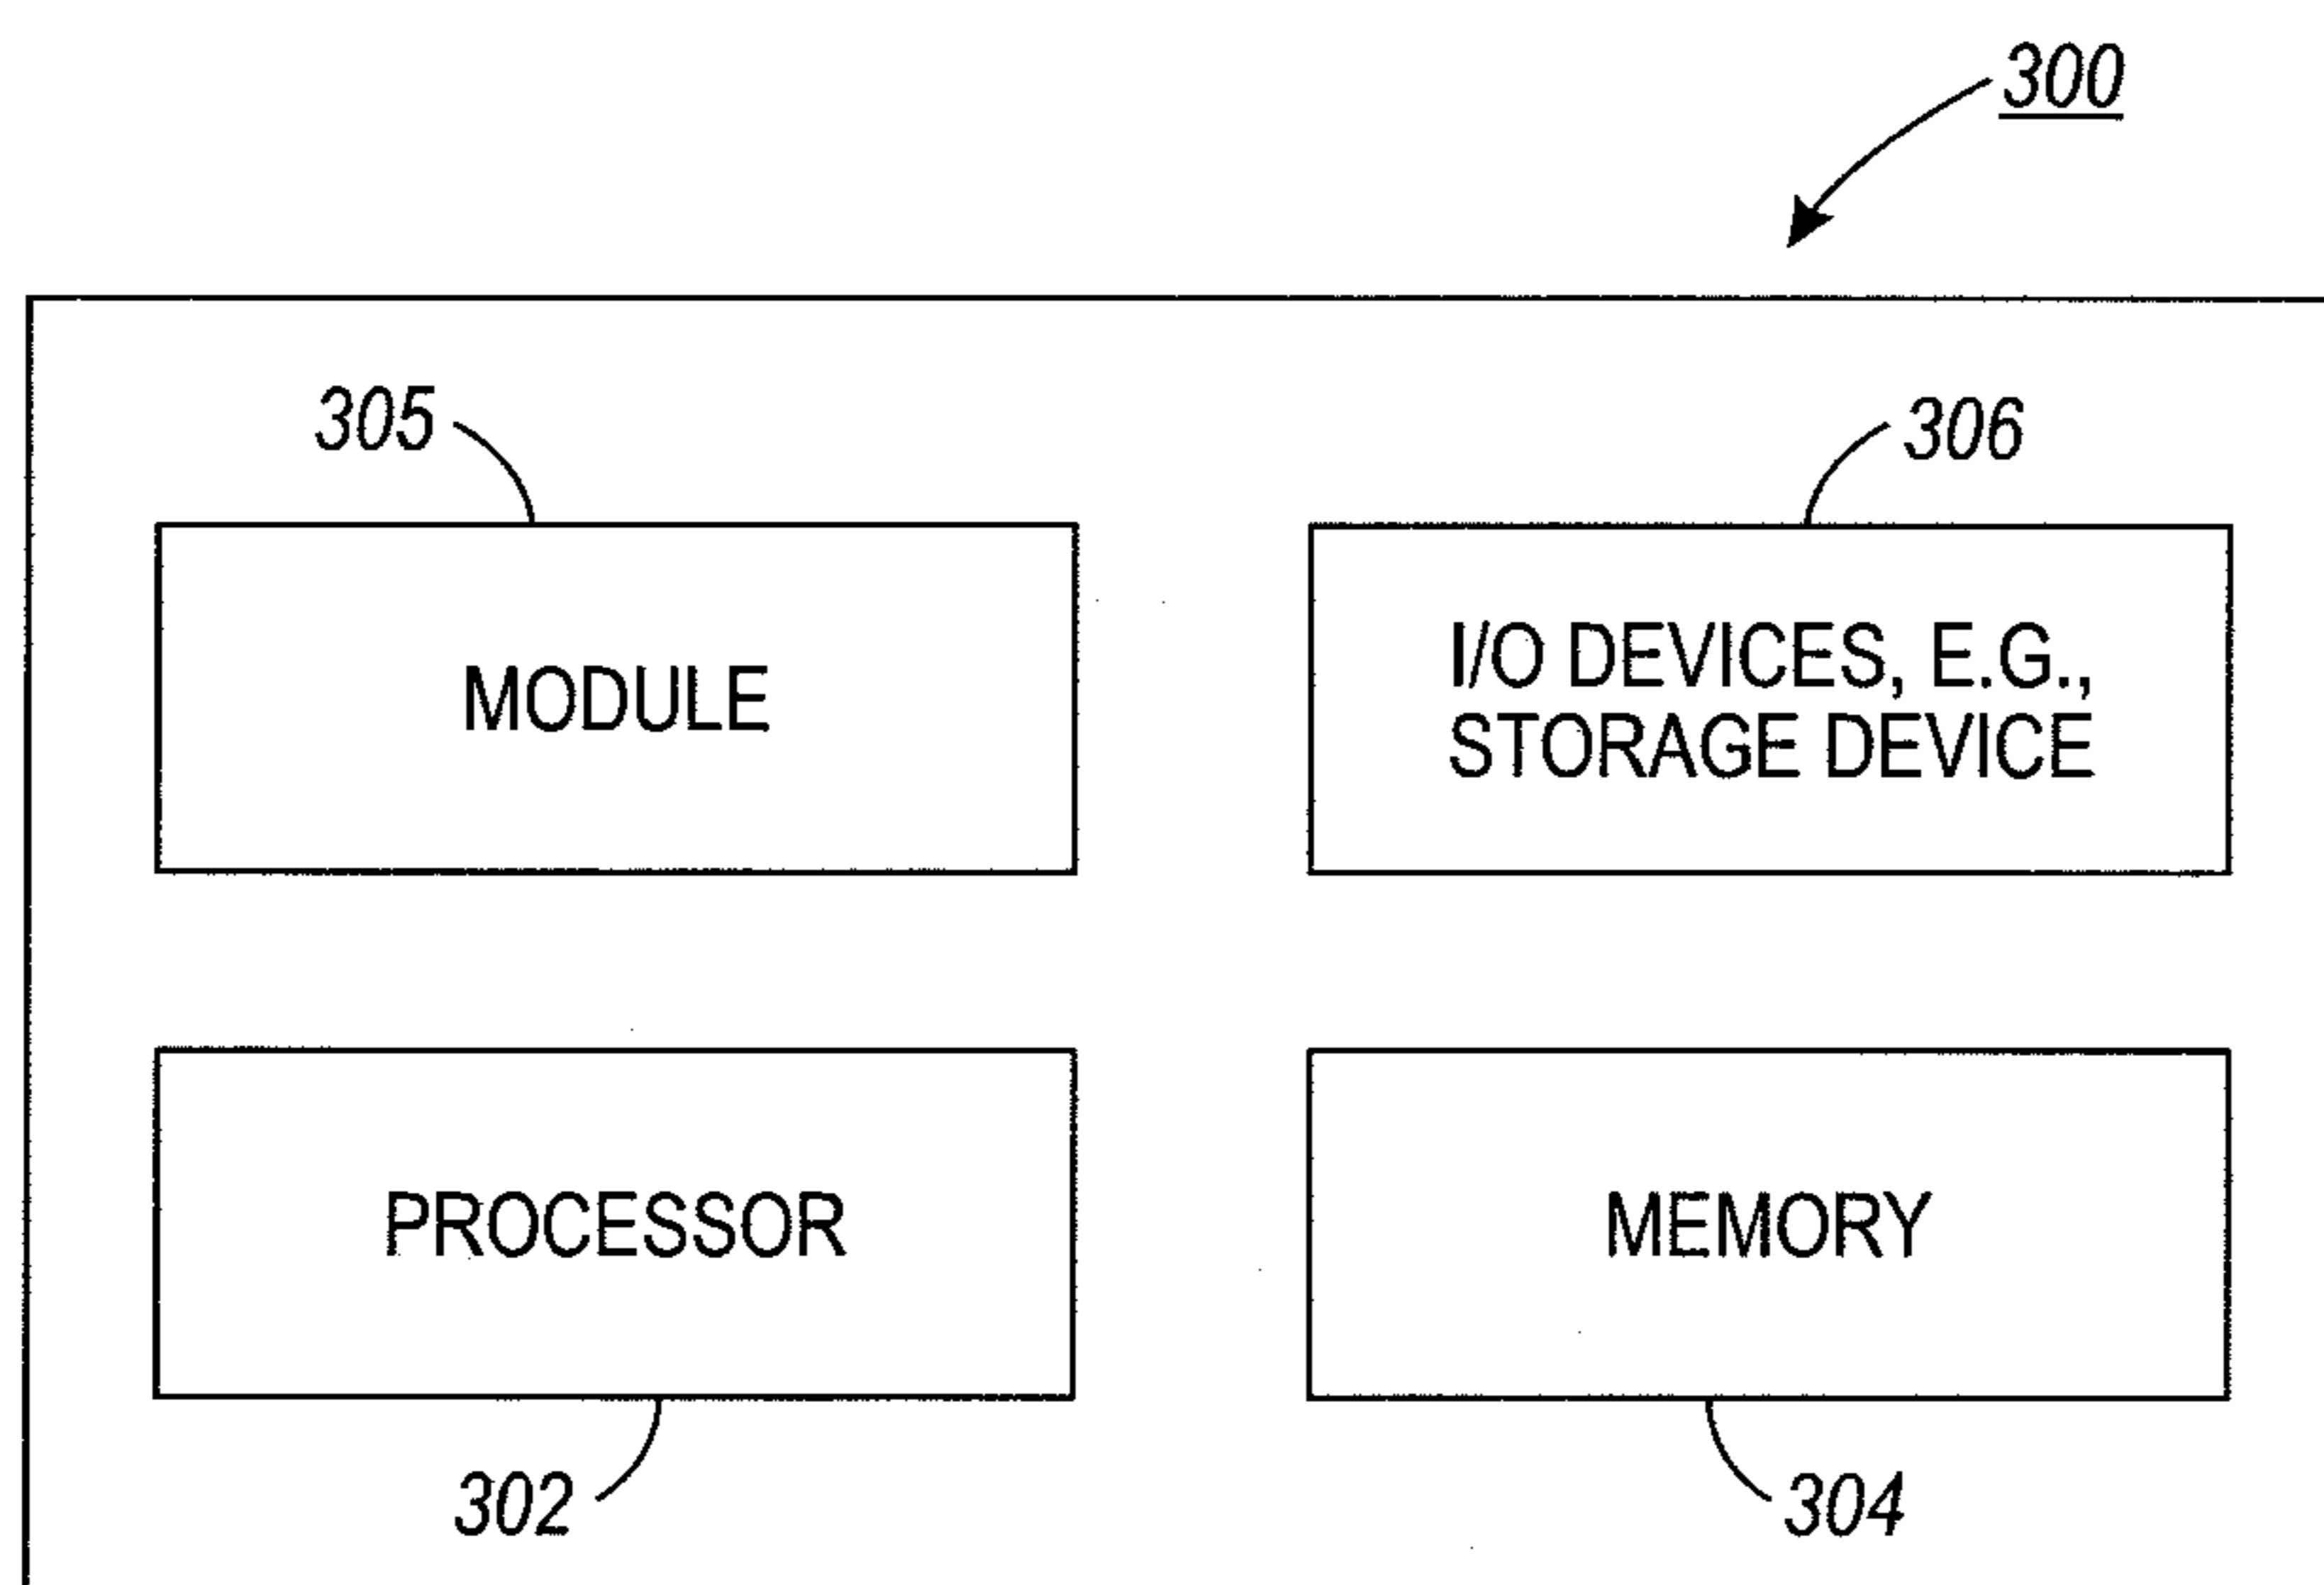 300
305
306
MODULE
I/O DEVICES, E.G.,
STORAGE DEVICE
PROCESSOR
MEMORY
302
304